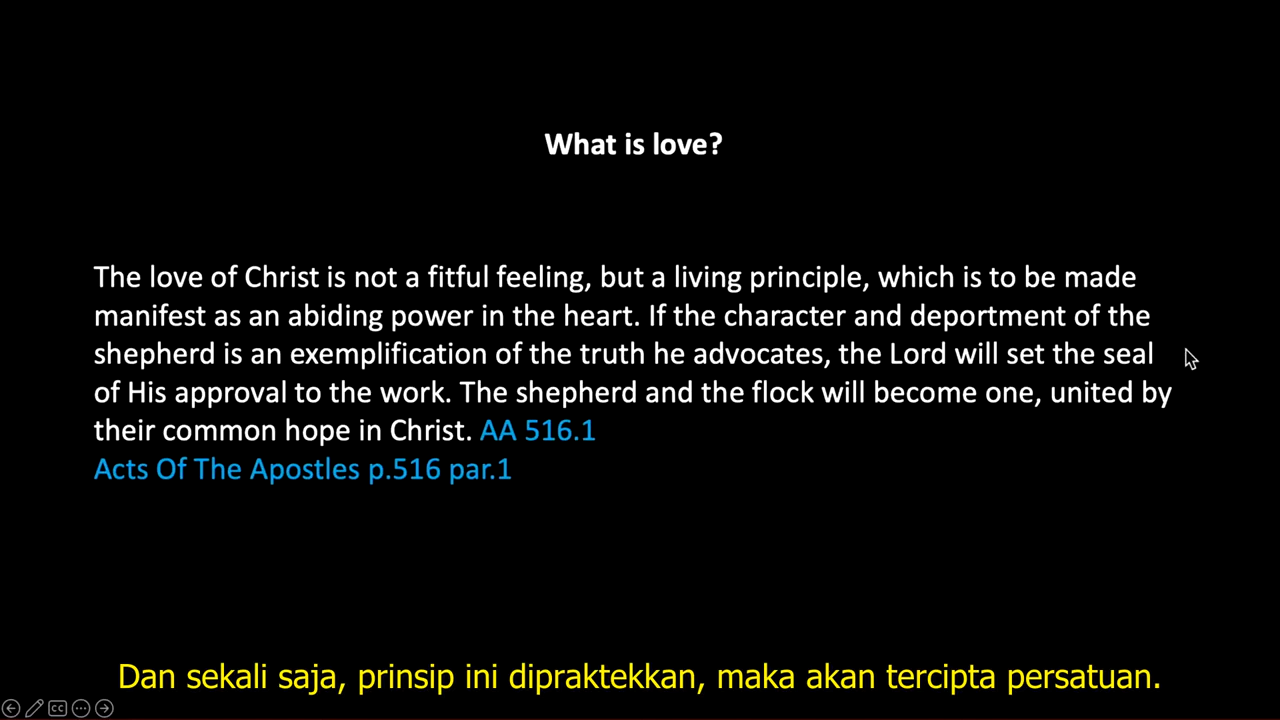 What is love?
The love of Christ is not a fitful feeling, but a living principle, which is to be made
manifest as an abiding power in the heart. If the character and deportment of the
shepherd is an exemplification of the truth he advocates, the Lord will set the seal
of His approval to the work. The shepherd and the flock will become one, united by
their common hope in Christ. AA 516.1
Acts Of The Apostles p.516 par.1
Dan sekali saja, prinsip ini dipraktekkan, maka akan tercipta persatuan.
CC